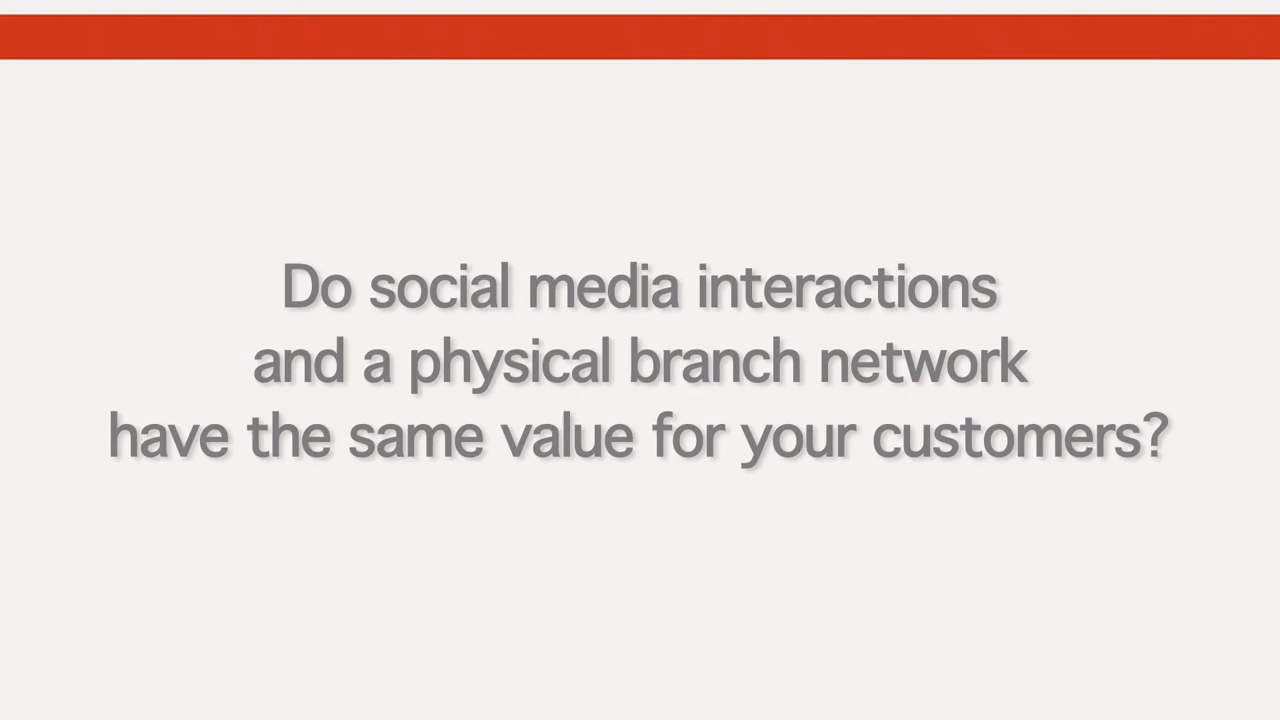 Do social media interactions
and a physical branch network
have the same value for your customers?